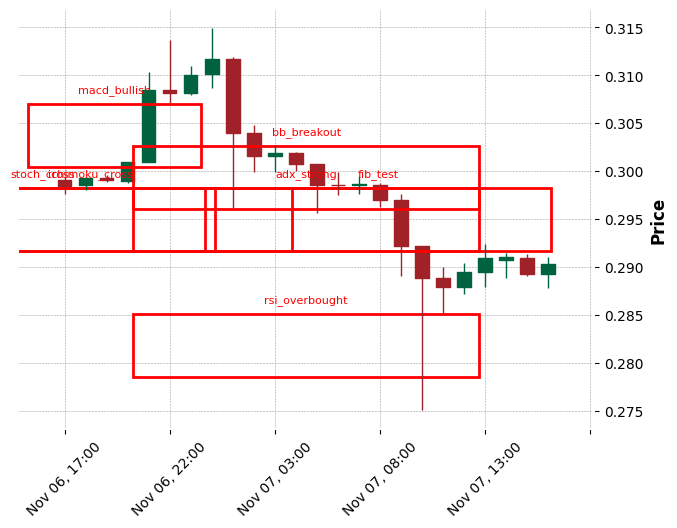 0.315
0.310
macd_bullish
0.305
bb_breakout
0.300
stoch_cross
ichimoku_cross
adx_strong
fib_test
0.295
Price
0.290
rsi_overbought
0.285
0.280
0.275
Nov 06, 17:00
Nov 06, 22:00
Nov 07, 03:00
Nov 07, 08:00
Nov 07, 13:00